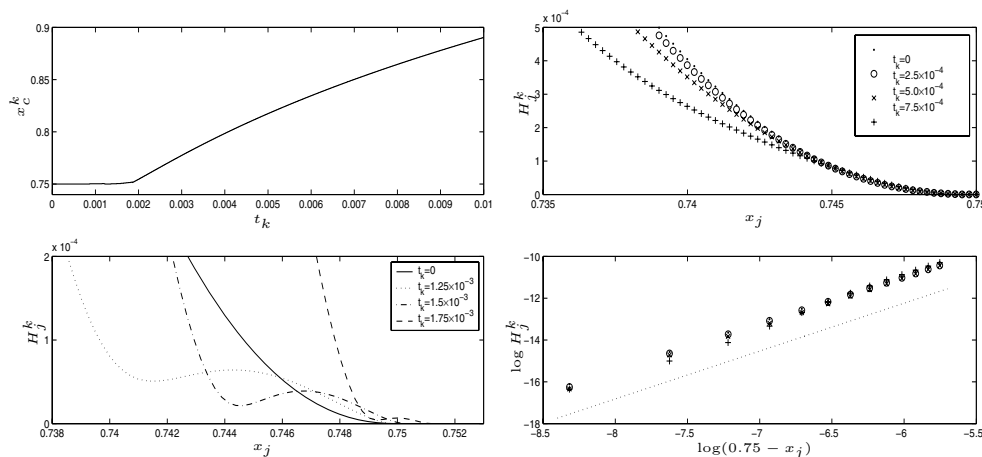 0.9
0.85
0.8
0.75
x_c^k
0 0.001 0.002 0.003 0.004 0.005 0.006 0.007 0.008 0.009 0.01
t_k
x 10^−4
5
4
3
2
1
0
H_j^k
t_k=0
t_k=2.5×10^−4
t_k=5.0×10^−4
t_k=7.5×10^−4
0.735 0.74 0.745 0.75
x_j
x 10^−4
2
1
0
H_j^k
t_k=0
t_k=1.25×10^−3
t_k=1.5×10^−3
t_k=1.75×10^−3
0.738 0.74 0.742 0.744 0.746 0.748 0.75 0.752
x_j
−10
−12
−14
−16
−18
log H_j^k
−8.5 −8 −7.5 −7 −6.5 −6 −5.5
log(0.75 − x_j)